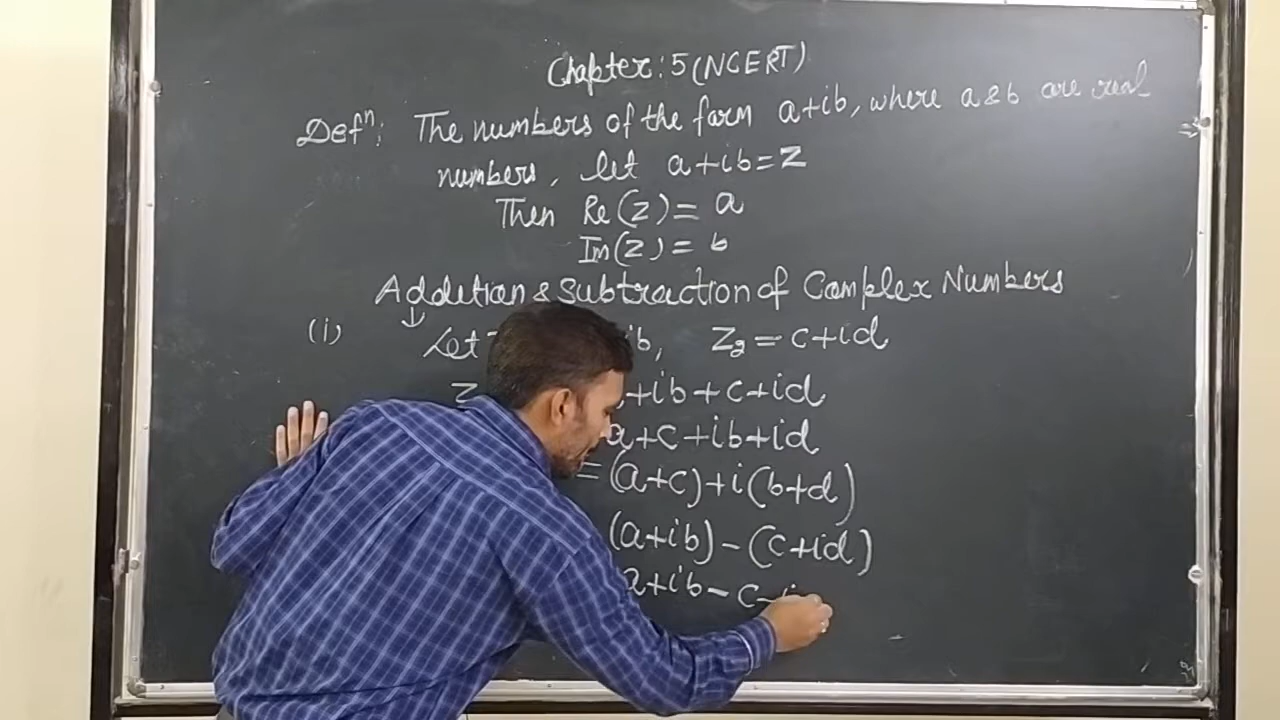 Chapter: 5 (NCERT)
Defⁿ: The numbers of the form a+ib, where a & b are real
numbers, let a+ib=z
Then Re(z)= a
Im(z)= b
Addition & Subtraction of Complex Numbers
(i) Let ib, z₂=c+id
z +ib+c+id
a+c+ib+id
=(a+c)+i(b+d)
(a+ib)-(c+id)
a+ib-c-i